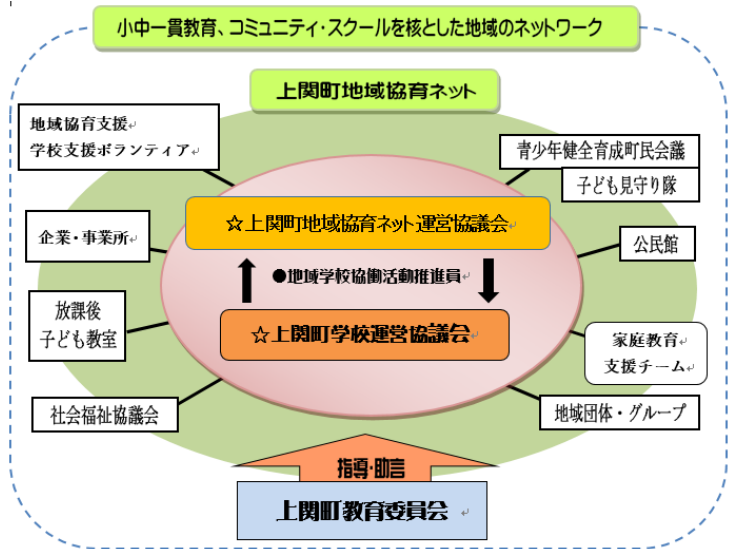 小中一貫教育、コミュニティ・スクールを核とした地域のネットワーク
上関町地域協育ネット
地域協育支援
学校支援ボランティア
青少年健全育成町民会議
子ども見守り隊
☆上関町地域協育ネット運営協議会
企業・事業所
公民館
●地域学校協働活動推進員
放課後
子ども教室
☆上関町学校運営協議会
家庭教育
支援チーム
社会福祉協議会
地域団体・グループ
指導・助言
上関町教育委員会